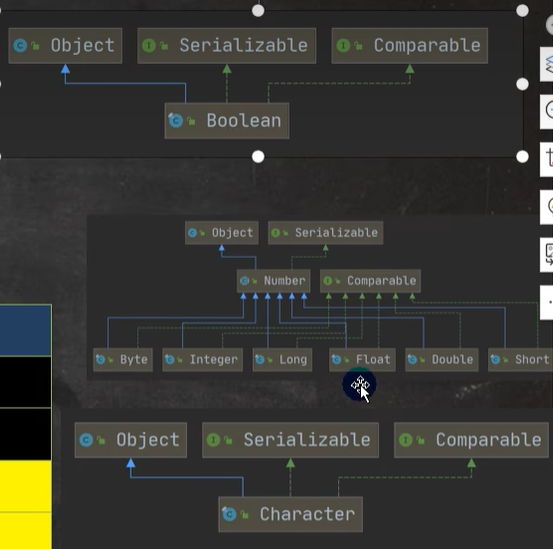 Object Serializable Comparable
Boolean
Object Serializable
Number Comparable
Byte Integer Long Float Double Short
Object Serializable Comparable
Character